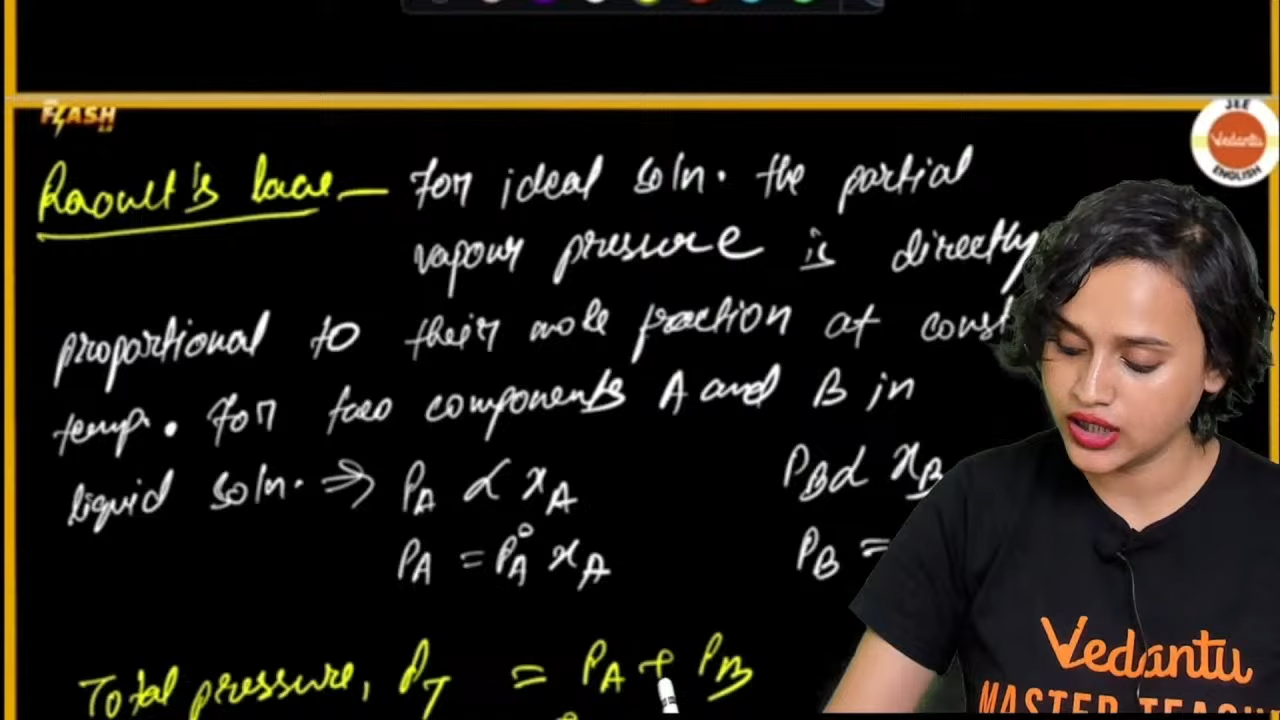 FLASH
JEE
Vedantu
ENGLISH
Raoult's law — For ideal soln. the partial
vapour pressure is directly
proportional to their mole fraction at const
temp. For two components A and B in
liquid soln. ⇒ PA ∝ xA PB ∝ xB
PA = P°A xA PB =
Total pressure, PT = PA + PB
Vedantu
MASTER TEAC